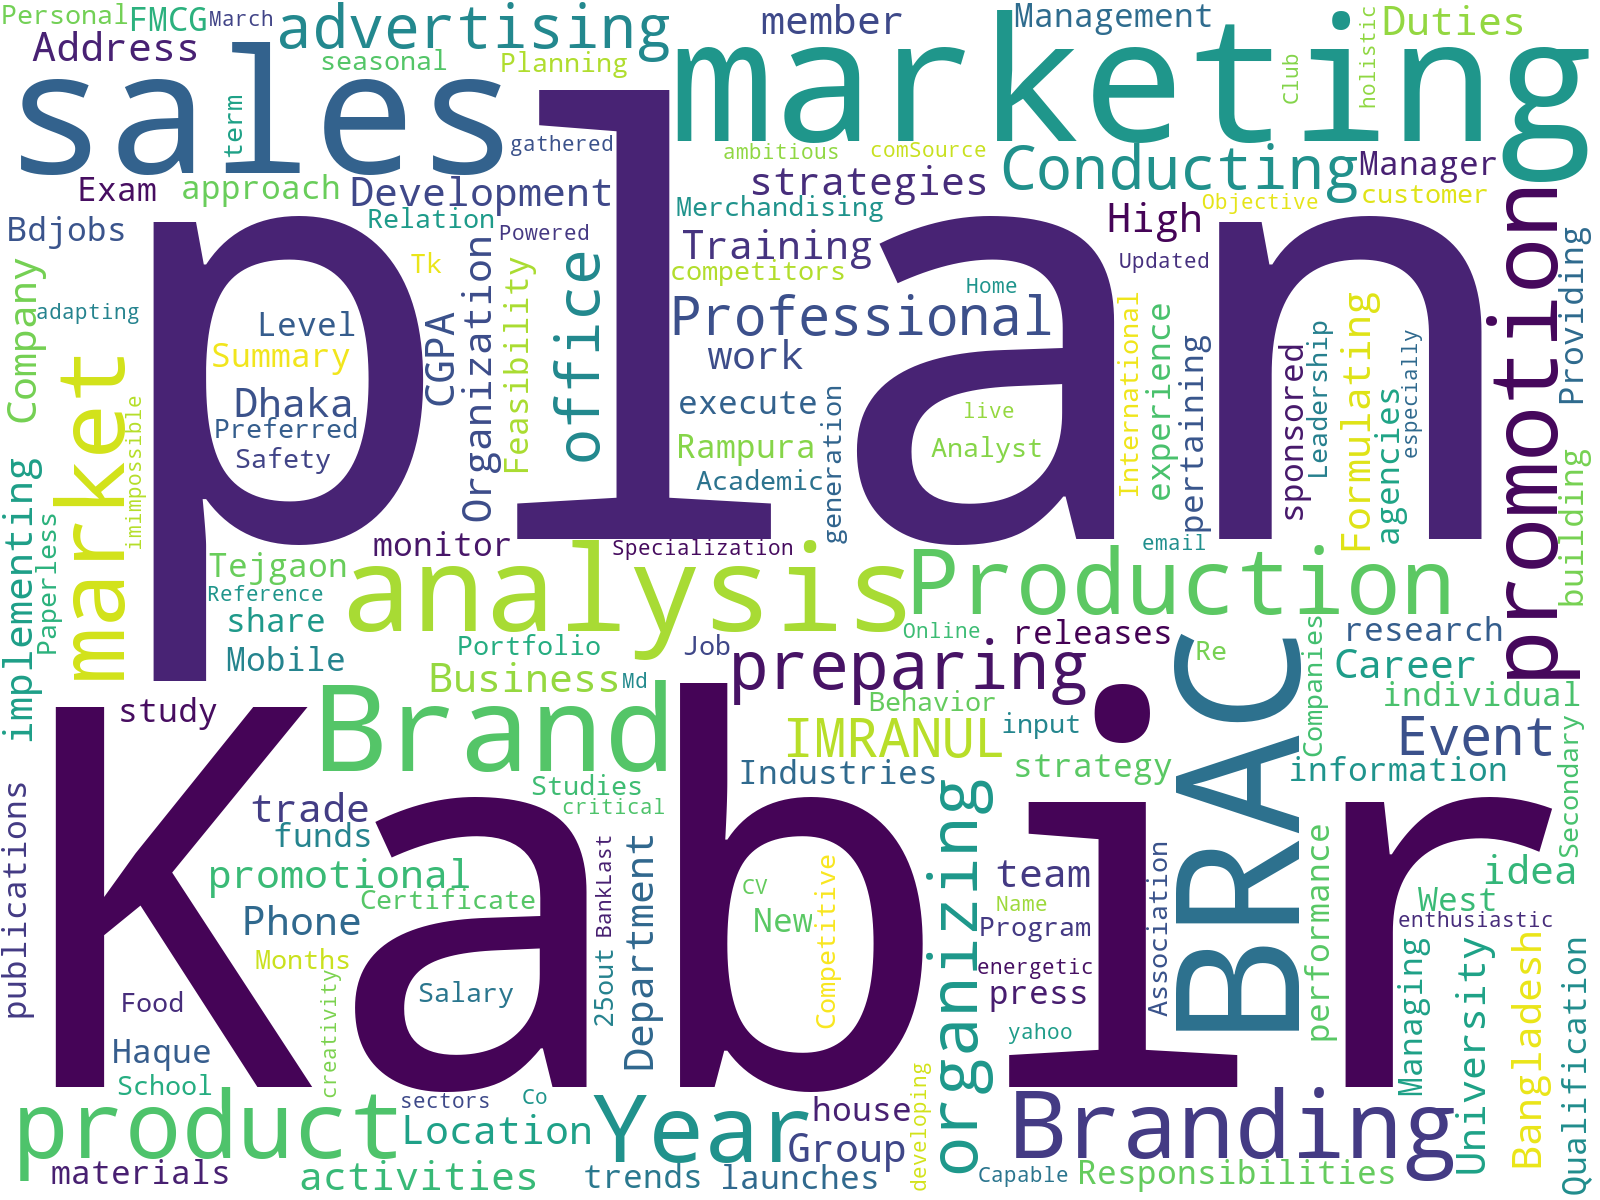 Personal
FMCG
March
advertising
member
Management
holistic
Duties
Address
seasonal
Planning
marketing
Club
sales
term
plan
gathered
ambitious
comSource
Conducting
Manager
Exam
approach
Development
strategies
customer
Bdjobs
Relation
Powered
Merchandising
High
Objective
promotion
Providing
Company
Tk
Organization
Feasibility
office
Training
competitors
Updated
adapting
Level
Summary
CGPA
Professional
Home
International
experience
pertaining
sponsored
Leadership
Formulating
agencies
especially
market
imimpossible
Dhaka
Preferred
Safety
work
execute
generation
live
Rampura
Analyst
Academic
building
implementing
Paperless
monitor
Specialization
email
Tejgaon
analysis
Production
Reference
share
Mobile
Portfolio
Job
Online
releases
BRAC
Re
Companies
research
Career
Business
Md
preparing
Behavior
individual
study
Kabir
Brand
IMRANUL
input
Event
Secondary
strategy
information
publications
Studies
critical
Industries
trade
funds
promotional
Certificate
BankLast
25out
Department
CV
New
Competitive
organizing
team
Name
Program
Association
performance
idea
West
enthusiastic
Phone
Months
creativity
Salary
energetic
press
Managing
University
Bangladesh
Qualification
Food
yahoo
Haque
School
product
sectors
Co
Year
house
developing
Branding
Location
Group
materials
activities
trends
launches
Capable
Responsibilities